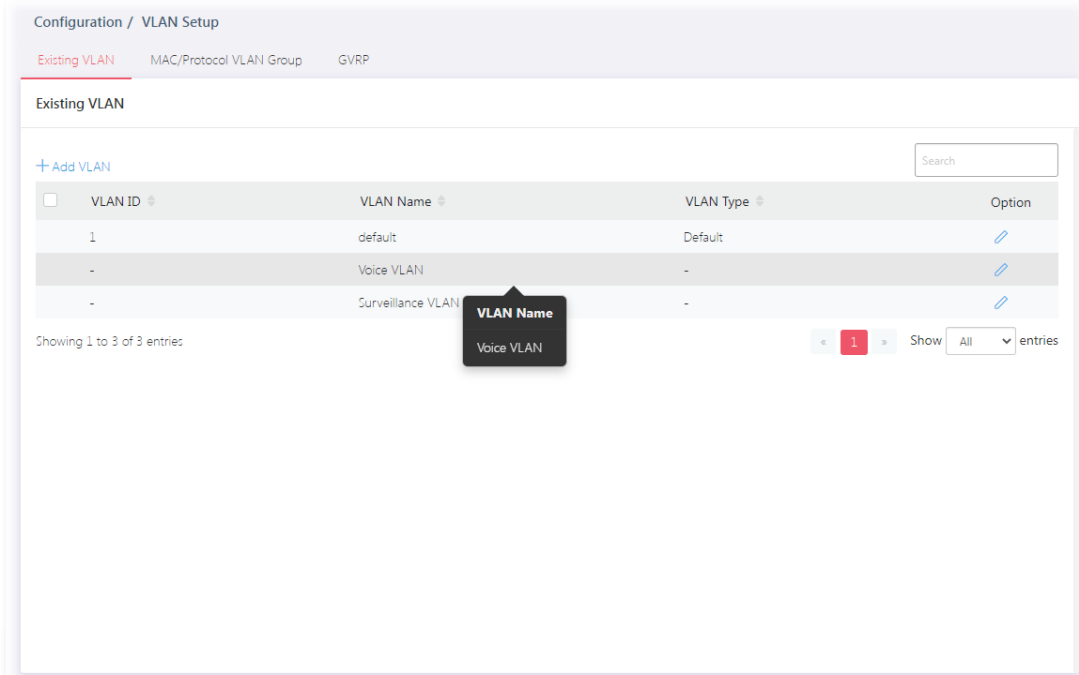 Configuration / VLAN Setup
Existing VLAN MAC/Protocol VLAN Group GVRP
Existing VLAN
+ Add VLAN Search
VLAN ID VLAN Name VLAN Type Option
1 default Default
- Voice VLAN -
- Surveillance VLAN -
VLAN Name
Voice VLAN
Showing 1 to 3 of 3 entries « 1 » Show All entries